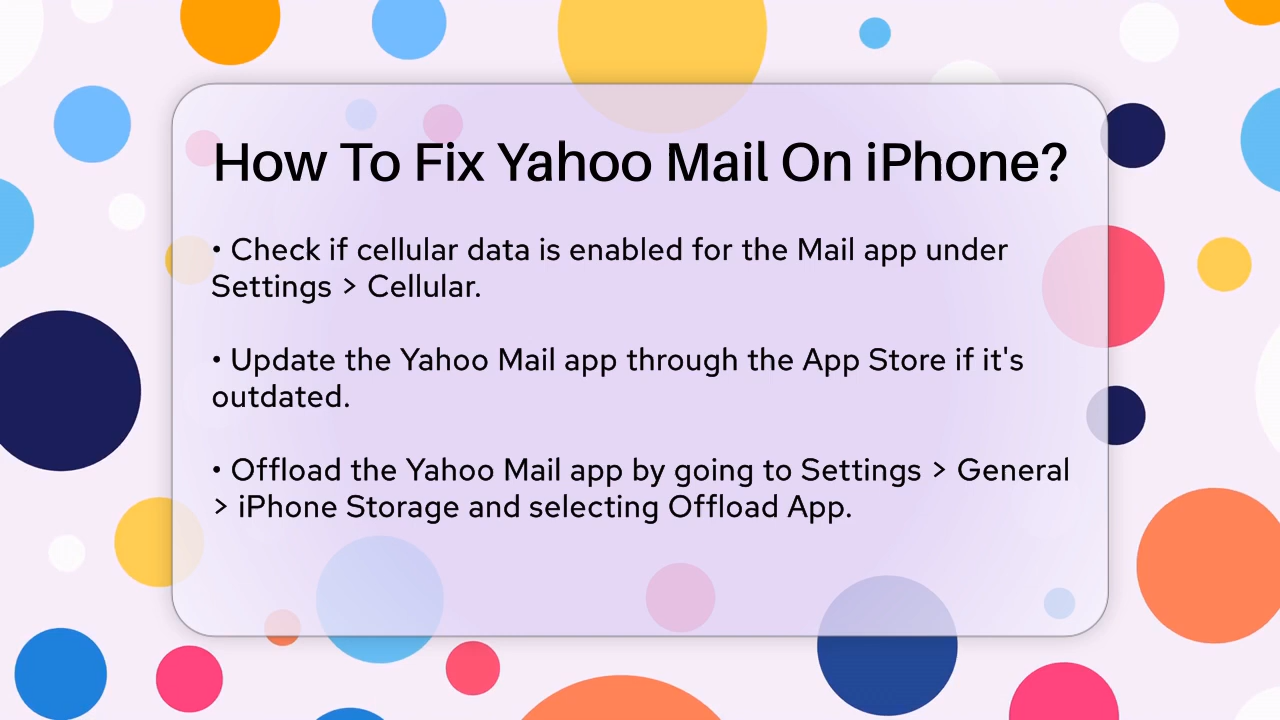 How To Fix Yahoo Mail On iPhone?
• Check if cellular data is enabled for the Mail app under
Settings > Cellular.
• Update the Yahoo Mail app through the App Store if it's
outdated.
• Offload the Yahoo Mail app by going to Settings > General
> iPhone Storage and selecting Offload App.